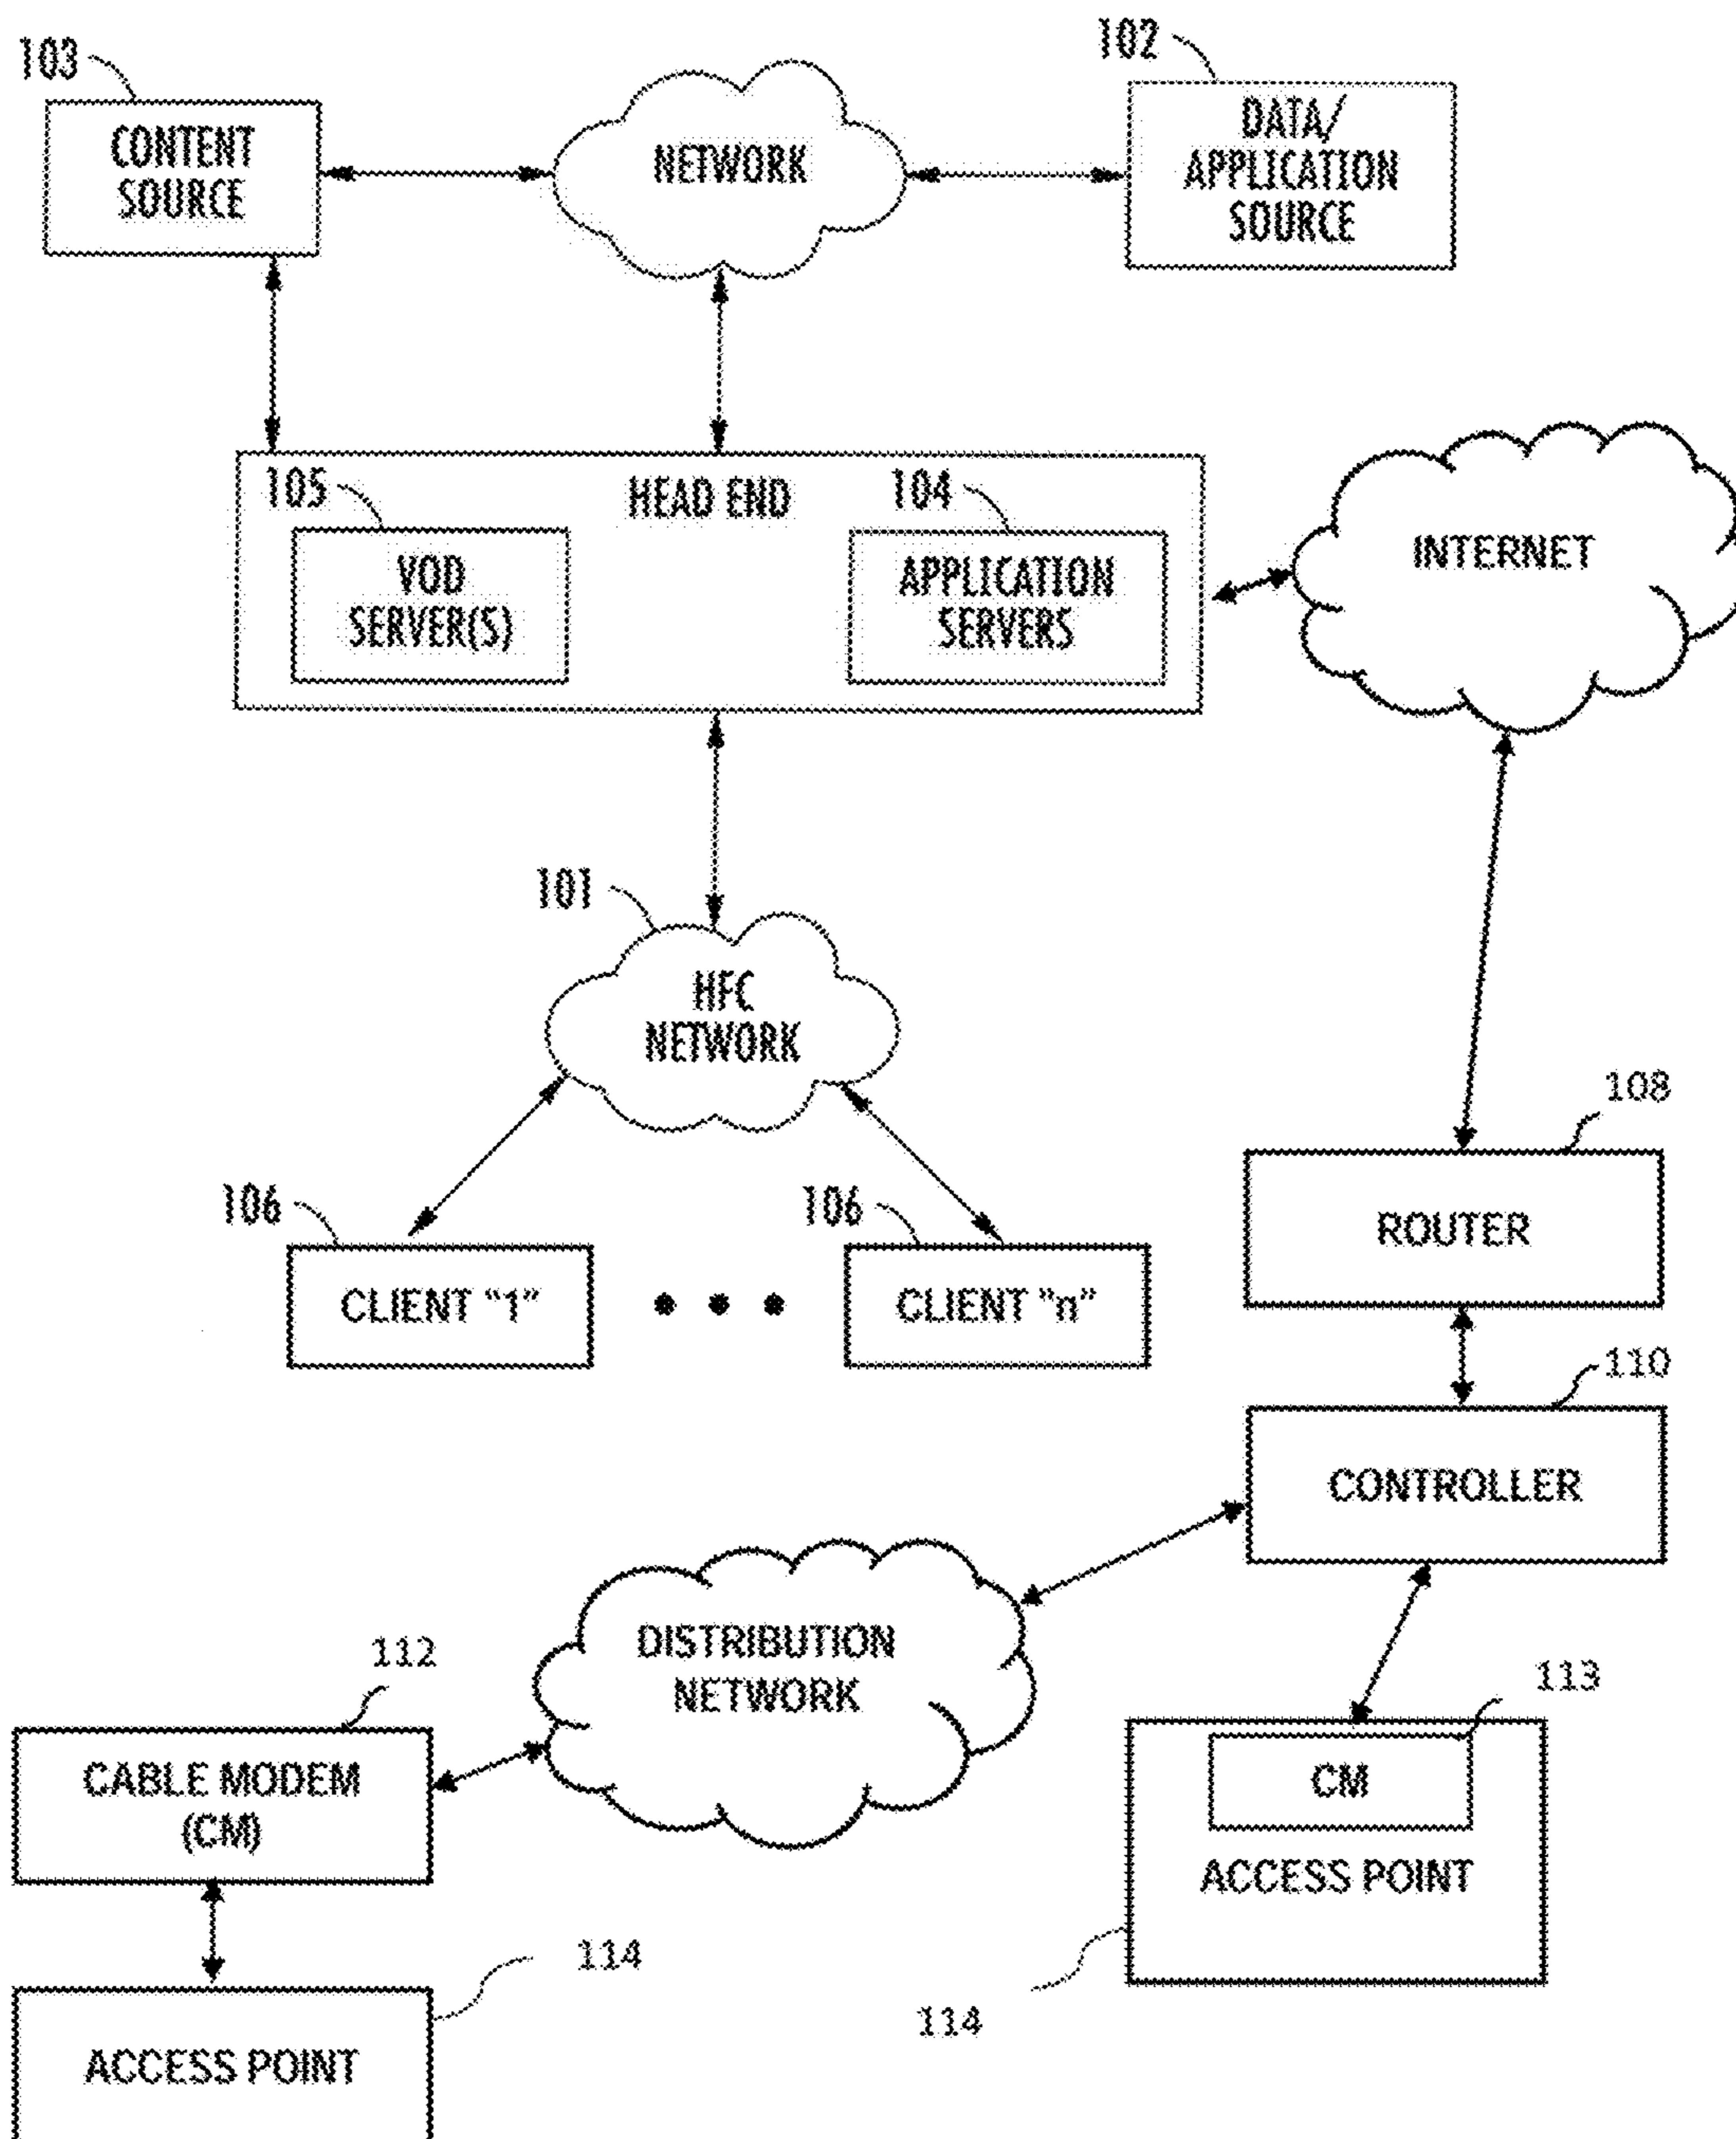 103
102
CONTENT
SOURCE
NETWORK
DATA/
APPLICATION
SOURCE
105
HEAD END
104
VOD
SERVER(S)
APPLICATION
SERVERS
INTERNET
101
HFC
NETWORK
108
106
106
ROUTER
CLIENT "1"
CLIENT "n"
110
CONTROLLER
DISTRIBUTION
NETWORK
112
113
CABLE MODEM
(CM)
CM
ACCESS POINT
114
114
ACCESS POINT